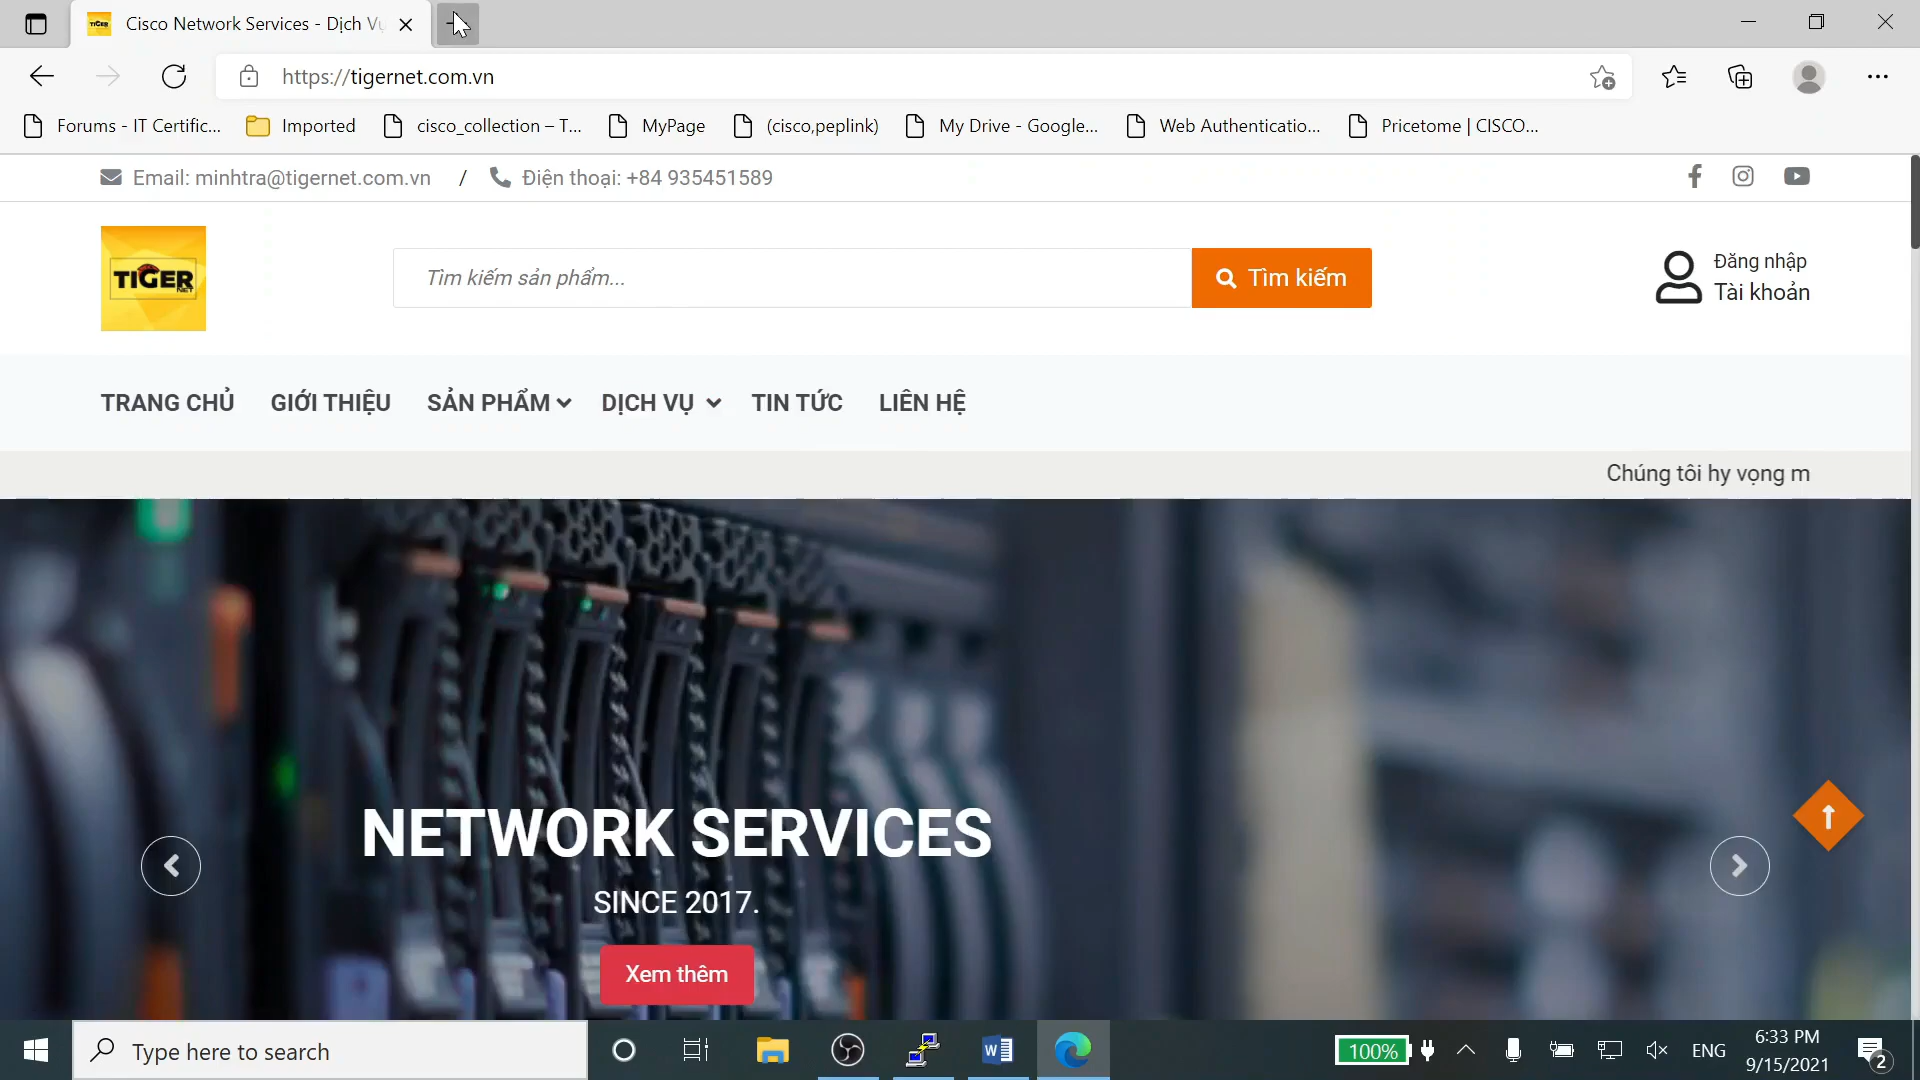 Cisco Network Services - Dịch Vụ
https://tigernet.com.vn
Forums - IT Certific...
Imported
cisco_collection – T...
MyPage
(cisco,peplink)
My Drive - Google...
Web Authenticatio...
Pricetome | CISCO...
Email: minhtra@tigernet.com.vn / Điện thoại: +84 935451589
TIGER
NET
Tìm kiếm sản phẩm...
Tìm kiếm
Đăng nhập
Tài khoản
TRANG CHỦ
GIỚI THIỆU
SẢN PHẨM
DỊCH VỤ
TIN TỨC
LIÊN HỆ
Chúng tôi hy vọng m
NETWORK SERVICES
SINCE 2017.
Xem thêm
Type here to search
100%
ENG
6:33 PM
9/15/2021
2